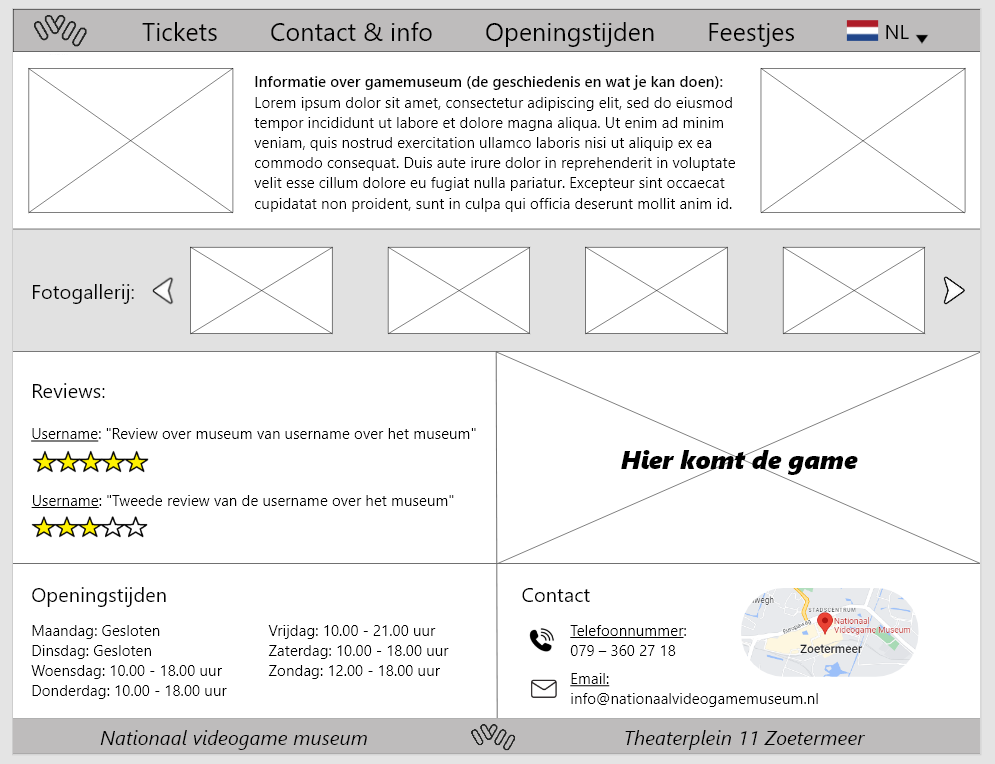 Tickets
Contact & info
Openingstijden
Feestjes
NL
Informatie over gamemuseum (de geschiedenis en wat je kan doen):
Lorem ipsum dolor sit amet, consectetur adipiscing elit, sed do eiusmod
tempor incididunt ut labore et dolore magna aliqua. Ut enim ad minim
veniam, quis nostrud exercitation ullamco laboris nisi ut aliquip ex ea
commodo consequat. Duis aute irure dolor in reprehenderit in voluptate
velit esse cillum dolore eu fugiat nulla pariatur. Excepteur sint occaecat
cupidatat non proident, sunt in culpa qui officia deserunt mollit anim id.
Fotogallerij:
Reviews:
Username: "Review over museum van username over het museum"
Username: "Tweede review van de username over het museum"
Hier komt de game
Openingstijden
Maandag: Gesloten
Dinsdag: Gesloten
Woensdag: 10.00 - 18.00 uur
Donderdag: 10.00 - 18.00 uur
Vrijdag: 10.00 - 21.00 uur
Zaterdag: 10.00 - 18.00 uur
Zondag: 12.00 - 18.00 uur
Contact
Telefoonnummer:
079 – 360 27 18
Email:
info@nationaalvideogamemuseum.nl
STADSCENTRUM
Nationaal
Videogame Museum
Zoetermeer
Nationaal videogame museum
Theaterplein 11 Zoetermeer